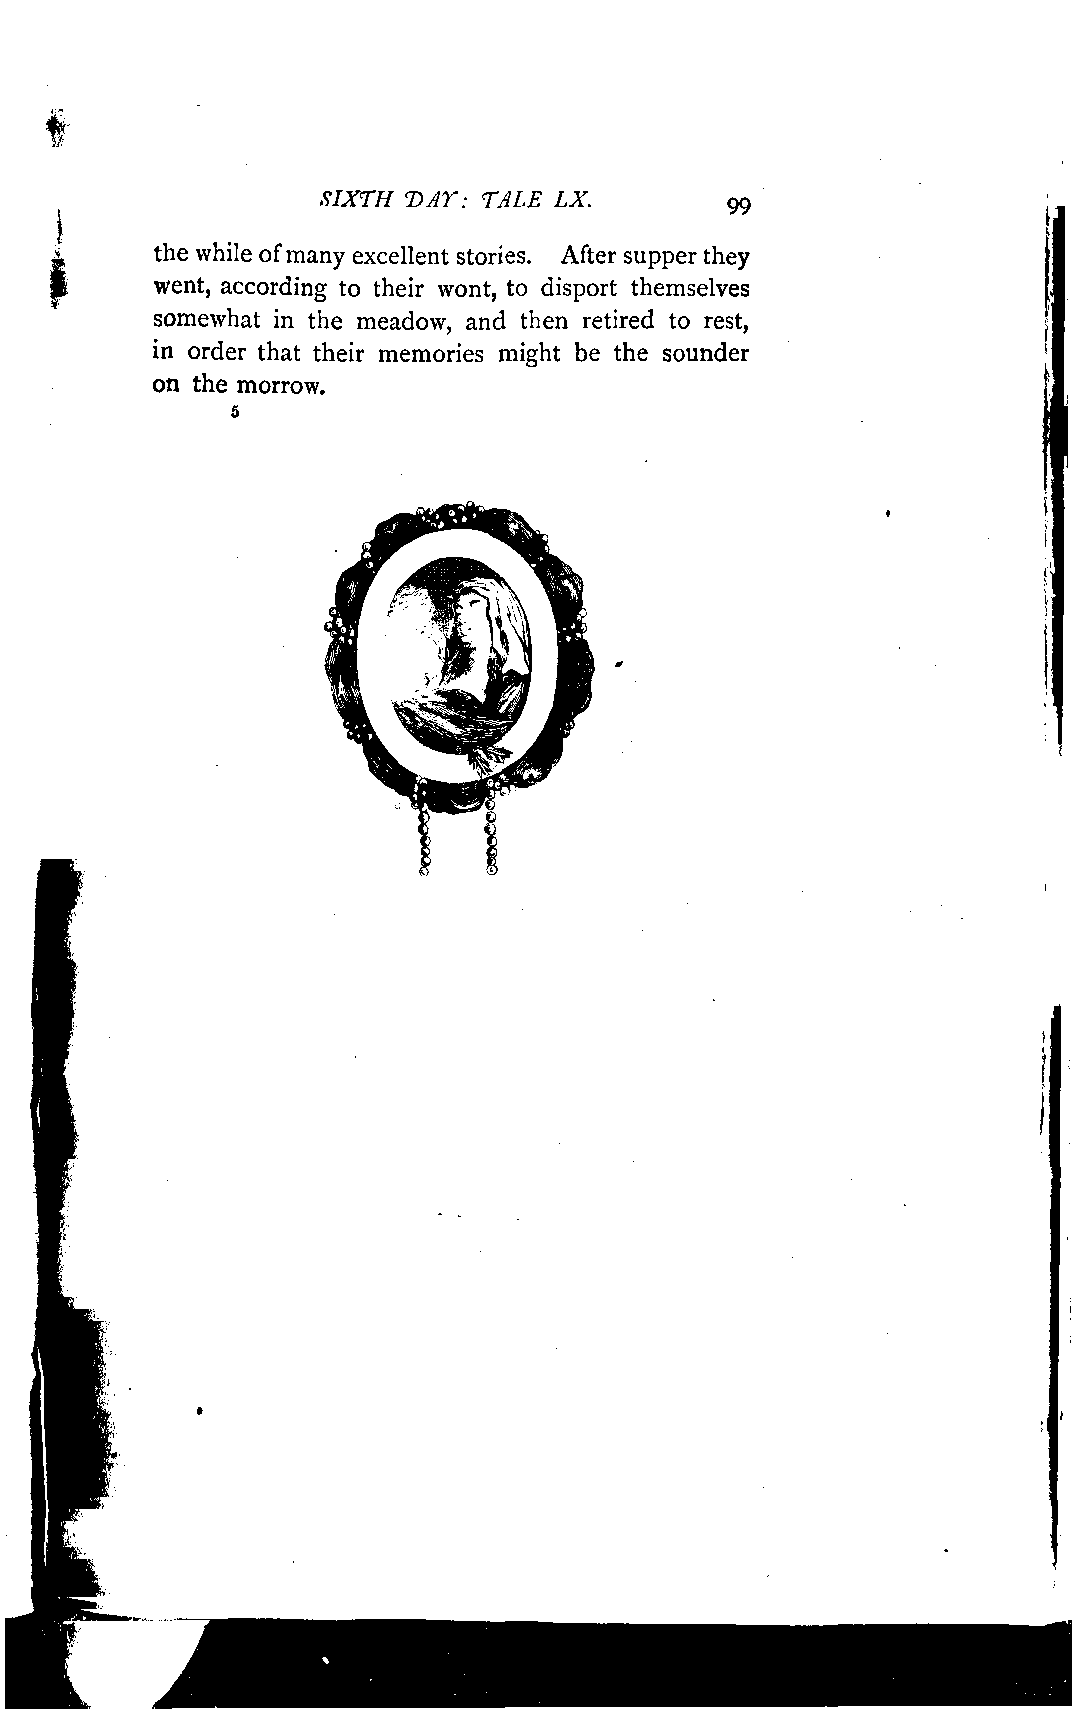 SIXTH DAY: TALE LX. 99
the while of many excellent stories. After supper they
went, according to their wont, to disport themselves
somewhat in the meadow, and then retired to rest,
in order that their memories might be the sounder
on the morrow.
5